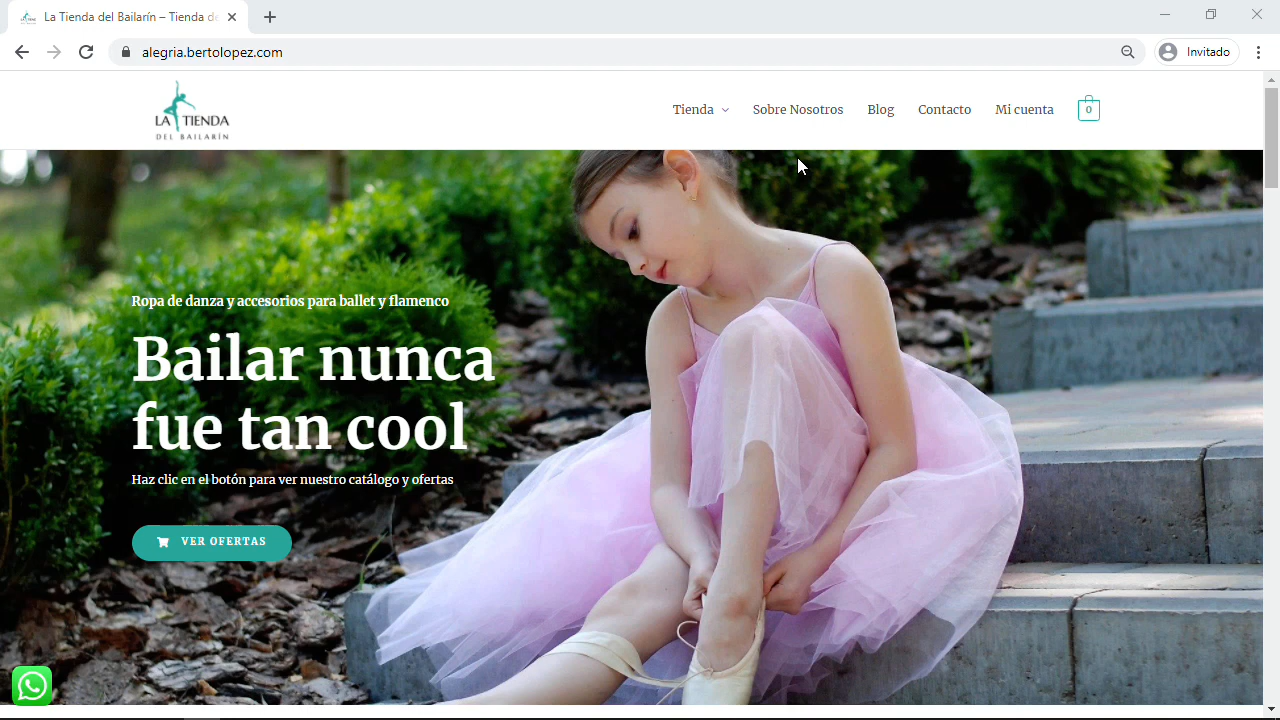 La Tienda del Bailarín – Tienda de
alegria.bertolopez.com
Invitado
LA TIENDA
DEL BAILARÍN
Tienda
Sobre Nosotros
Blog
Contacto
Mi cuenta
0
Ropa de danza y accesorios para ballet y flamenco
Bailar nunca
fue tan cool
Haz clic en el botón para ver nuestro catálogo y ofertas
VER OFERTAS